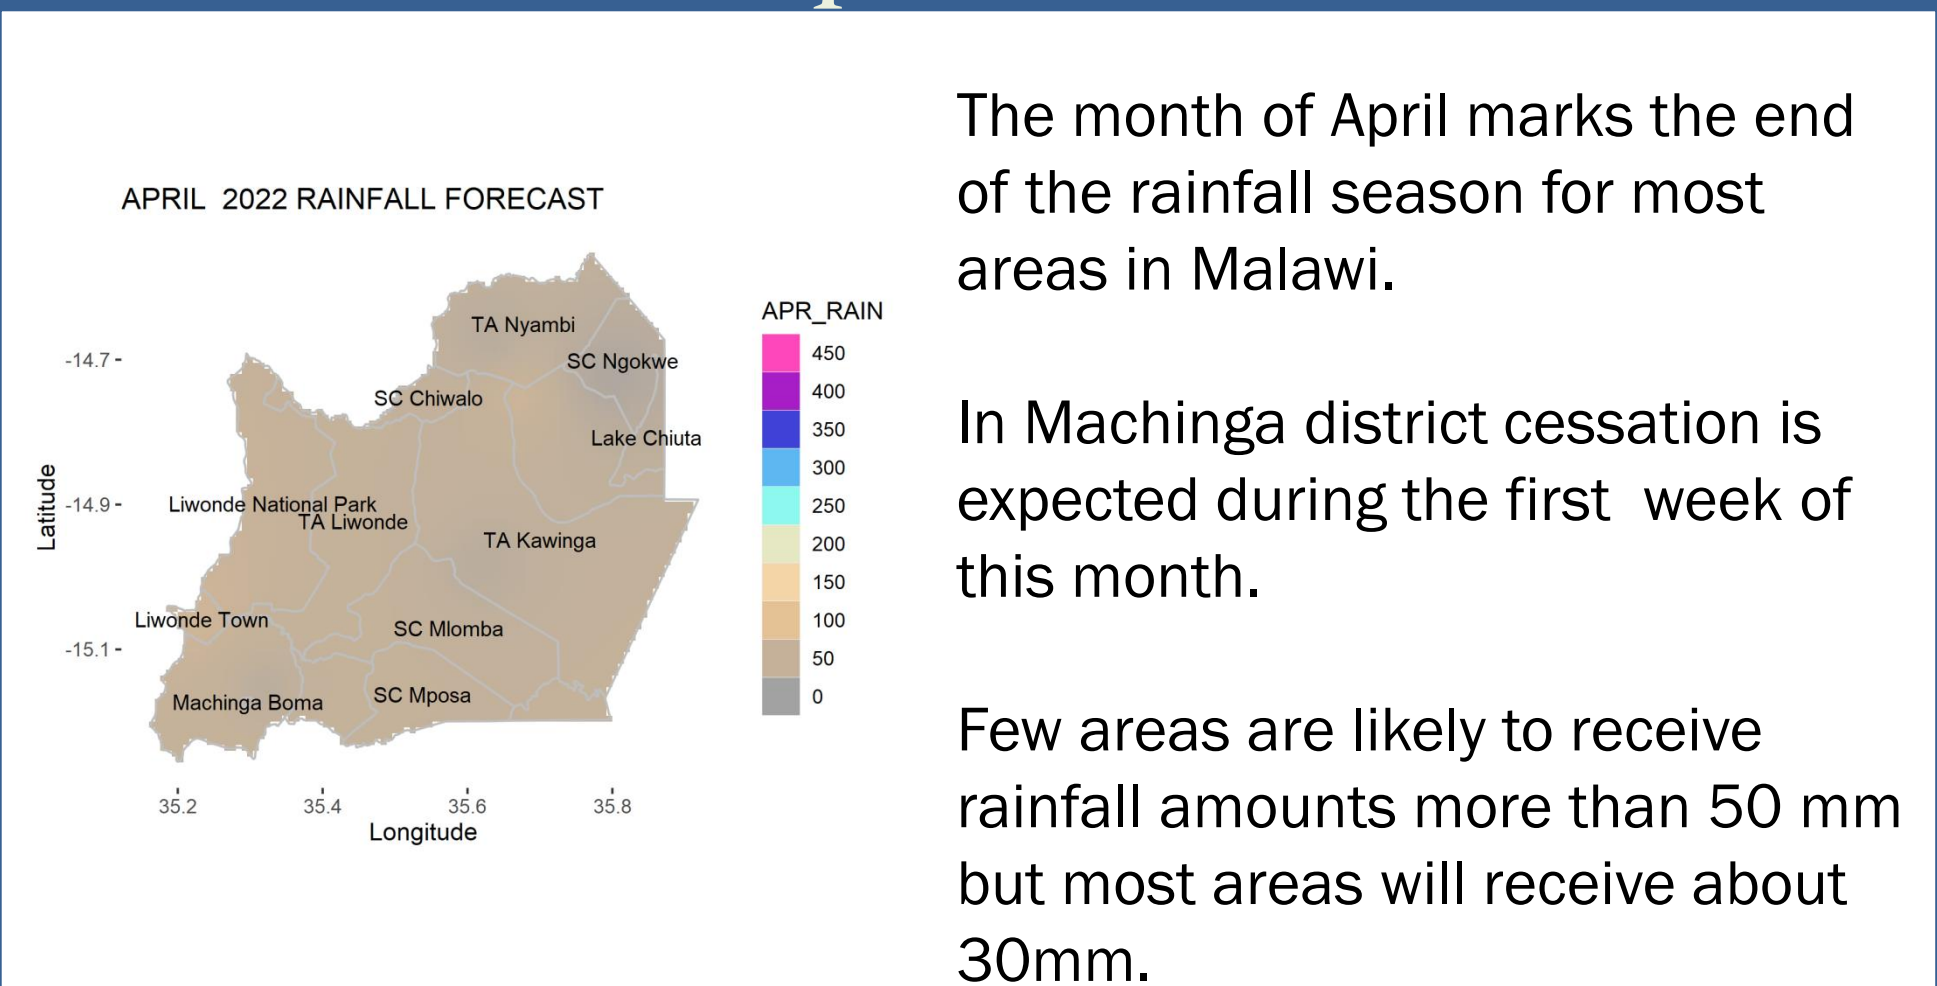 APRIL  2022 RAINFALL FORECAST
TA Nyambi
SC Ngokwe
SC Chiwalo
Lake Chiuta
Liwonde National Park
TA Liwonde
TA Kawinga
Liwonde Town
SC Mlomba
Machinga Boma
SC Mposa
Latitude
-14.7
-14.9
-15.1
35.2
35.4
35.6
35.8
Longitude
APR_RAIN
450
400
350
300
250
200
150
100
50
0
The month of April marks the end
of the rainfall season for most
areas in Malawi.
In Machinga district cessation is
expected during the first  week of
this month.
Few areas are likely to receive
rainfall amounts more than 50 mm
but most areas will receive about
30mm.